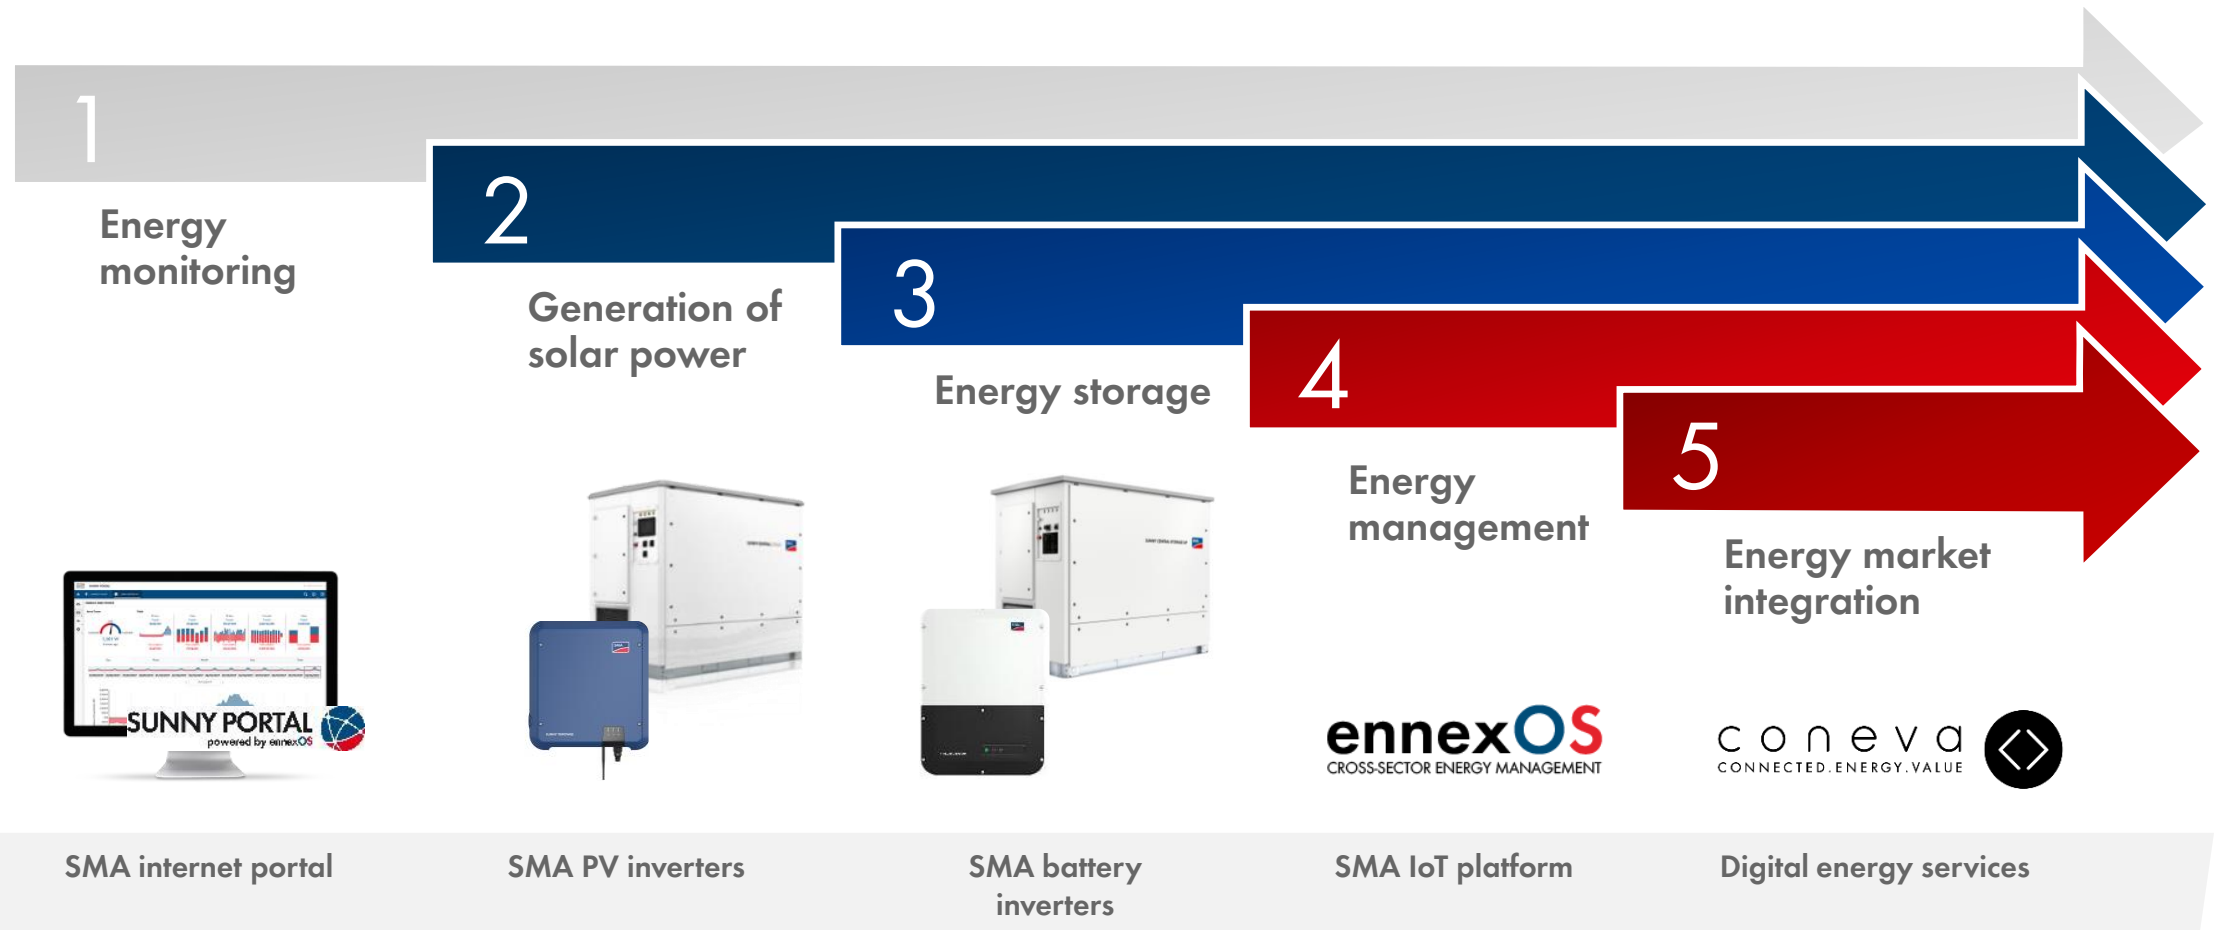 1
Energy
monitoring
2
Generation of
solar power
3
Energy storage
4
Energy
management
5
Energy market
integration
SUNNY PORTAL
powered by ennexOS
SMA
ennexOS
CROSS-SECTOR ENERGY MANAGEMENT
coneva
CONNECTED.ENERGY.VALUE
SMA internet portal
SMA PV inverters
SMA battery
inverters
SMA IoT platform
Digital energy services